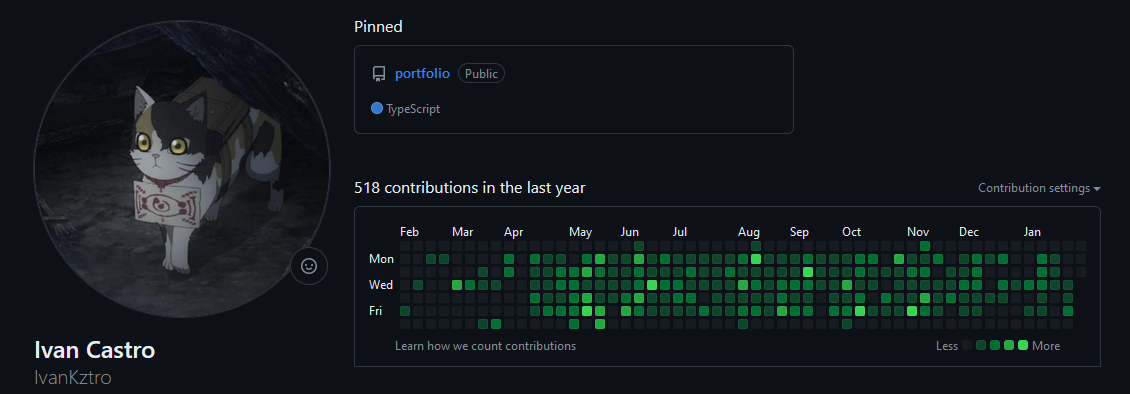 Pinned
portfolio Public
TypeScript
518 contributions in the last year
Contribution settings
Feb Mar Apr May Jun Jul Aug Sep Oct Nov Dec Jan
Mon
Wed
Fri
Learn how we count contributions
Less More
Ivan Castro
IvanKztro